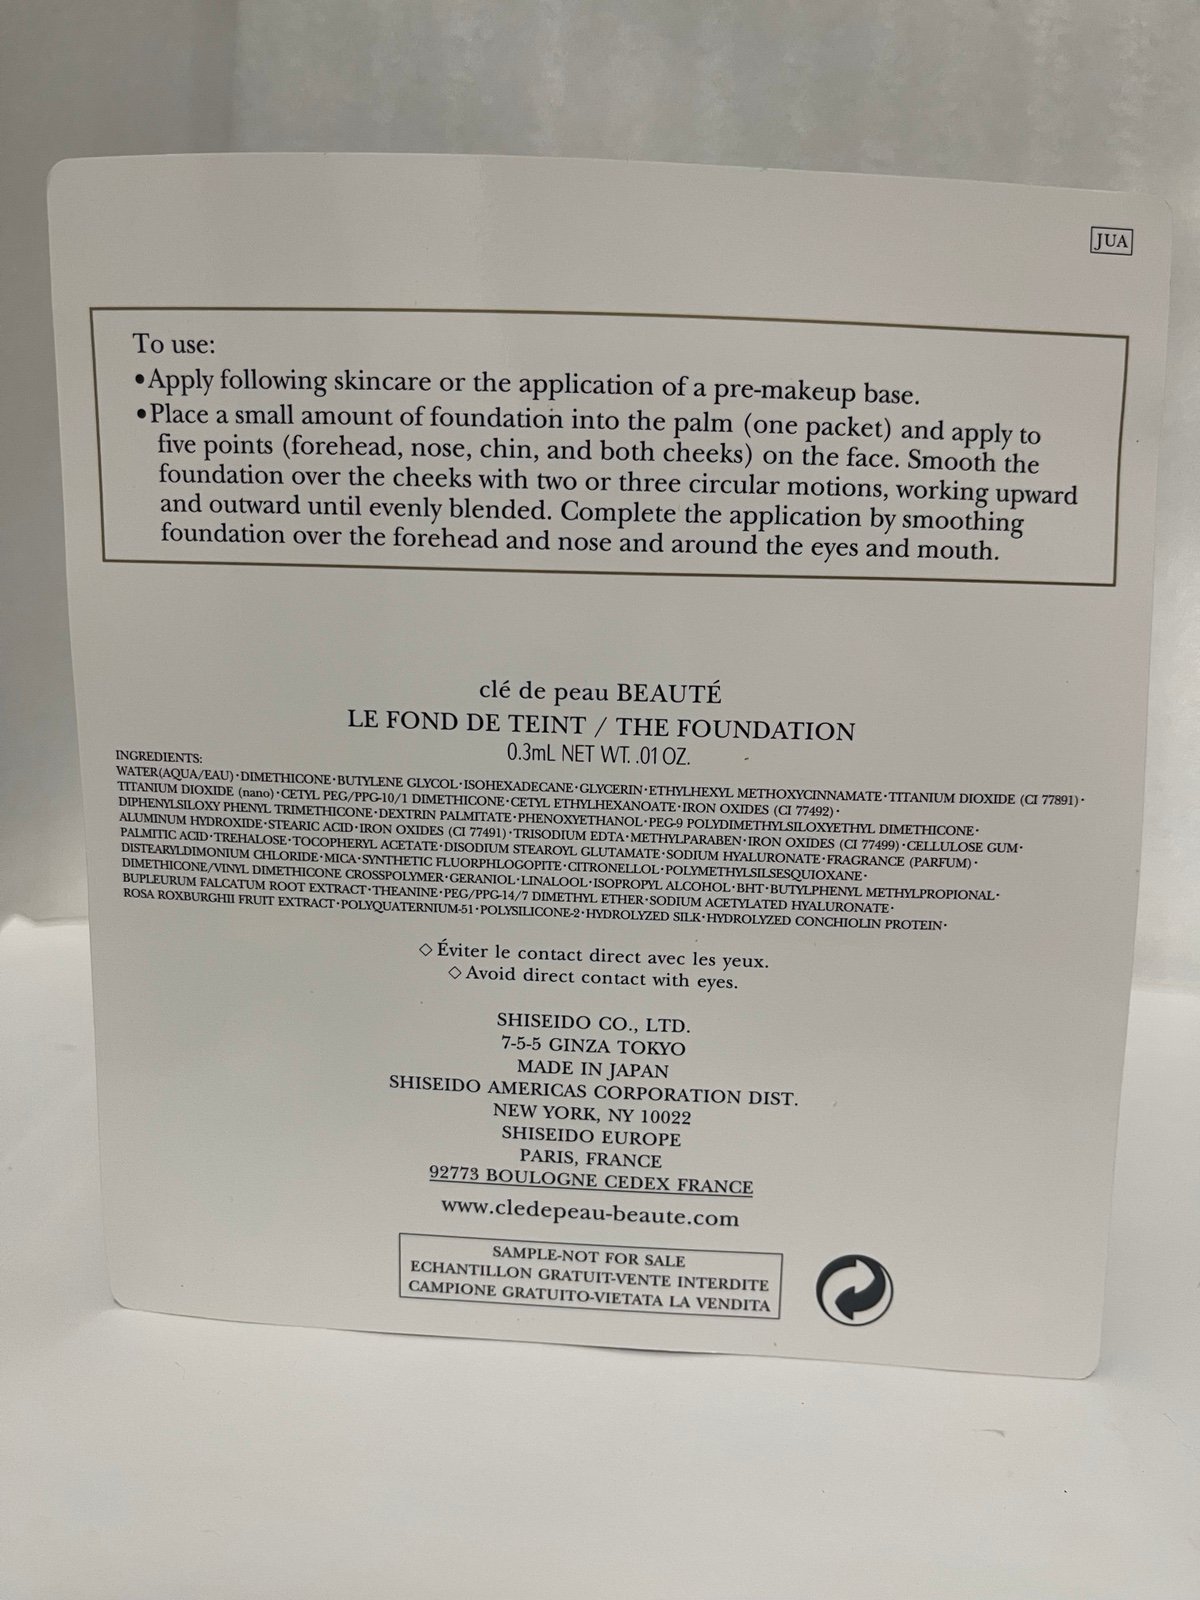 JUA
To use:
•Apply following skincare or the application of a pre-makeup base.
•Place a small amount of foundation into the palm (one packet) and apply to
five points (forehead, nose, chin, and both cheeks) on the face. Smooth the
foundation over the cheeks with two or three circular motions, working upward
and outward until evenly blended. Complete the application by smoothing
foundation over the forehead and nose and around the eyes and mouth.
clé de peau BEAUTÉ
LE FOND DE TEINT / THE FOUNDATION
0.3mL NET WT. .01 OZ.
INGREDIENTS:
WATER(AQUA/EAU)·DIMETHICONE·BUTYLENE GLYCOL·ISOHEXADECANE·GLYCERIN·ETHYLHEXYL METHOXYCINNAMATE·TITANIUM DIOXIDE (CI 77891)·
TITANIUM DIOXIDE (nano)·CETYL PEG/PPG-10/1 DIMETHICONE·CETYL ETHYLHEXANOATE·IRON OXIDES (CI 77492)·
DIPHENYLSILOXY PHENYL TRIMETHICONE·DEXTRIN PALMITATE·PHENOXYETHANOL·PEG-9 POLYDIMETHYLSILOXYETHYL DIMETHICONE·
ALUMINUM HYDROXIDE·STEARIC ACID·IRON OXIDES (CI 77491)·TRISODIUM EDTA·METHYLPARABEN·IRON OXIDES (CI 77499)·CELLULOSE GUM·
PALMITIC ACID·TREHALOSE·TOCOPHERYL ACETATE·DISODIUM STEAROYL GLUTAMATE·SODIUM HYALURONATE·FRAGRANCE (PARFUM)·
DISTEARYLDIMONIUM CHLORIDE·MICA·SYNTHETIC FLUORPHLOGOPITE·CITRONELLOL·POLYMETHYLSILSESQUIOXANE·
DIMETHICONE/VINYL DIMETHICONE CROSSPOLYMER·GERANIOL·LINALOOL·ISOPROPYL ALCOHOL·BHT·BUTYLPHENYL METHYLPROPIONAL·
BUPLEURUM FALCATUM ROOT EXTRACT·THEANINE·PEG/PPG-14/7 DIMETHYL ETHER·SODIUM ACETYLATED HYALURONATE·
ROSA ROXBURGHII FRUIT EXTRACT·POLYQUATERNIUM-51·POLYSILICONE-2·HYDROLYZED SILK·HYDROLYZED CONCHIOLIN PROTEIN·
◇Éviter le contact direct avec les yeux.
◇Avoid direct contact with eyes.
SHISEIDO CO., LTD.
7-5-5 GINZA TOKYO
MADE IN JAPAN
SHISEIDO AMERICAS CORPORATION DIST.
NEW YORK, NY 10022
SHISEIDO EUROPE
PARIS, FRANCE
92773 BOULOGNE CEDEX FRANCE
www.cledepeau-beaute.com
SAMPLE-NOT FOR SALE
ECHANTILLON GRATUIT-VENTE INTERDITE
CAMPIONE GRATUITO-VIETATA LA VENDITA